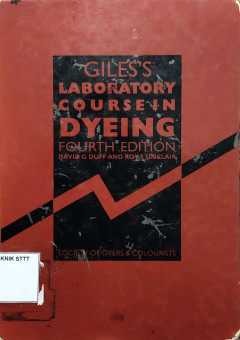 GILES'S
LABORATORY
COURSE IN
DYEING
FOURTH EDITION
DAVID G DUFF AND ROY S SINCLAIR
SOCIETY OF DYERS & COLOURISTS
KNIK STTT